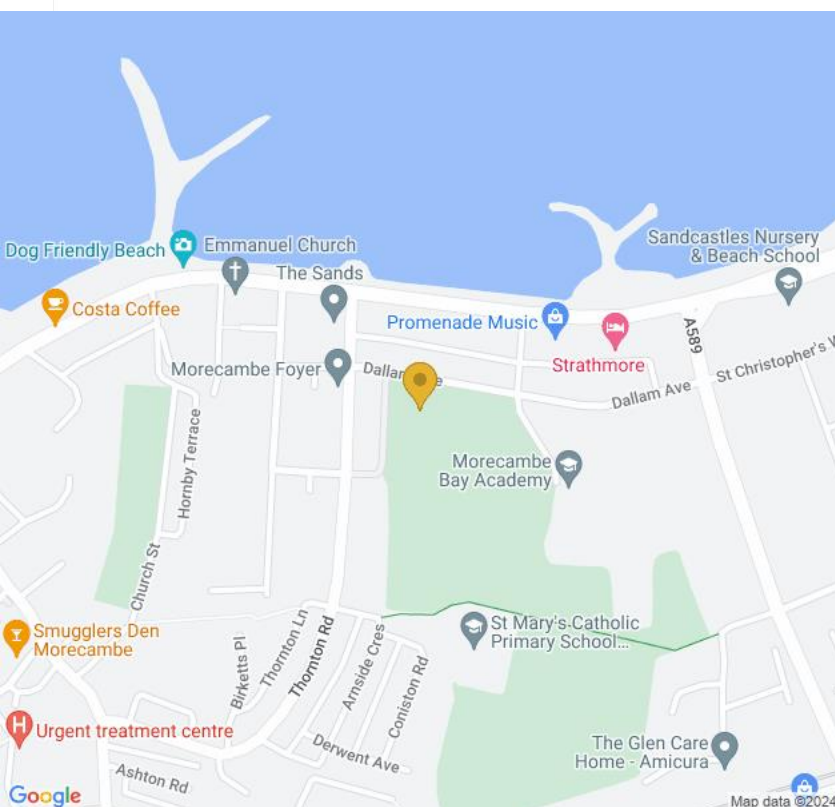 Dog Friendly Beach
Emmanuel Church
Sandcastles Nursery
& Beach School
The Sands
Costa Coffee
Promenade Music
A589
Strathmore
St Christopher's W
Morecambe Foyer
Dallam Ave
Hornby Terrace
Morecambe
Bay Academy
Church St
Smugglers Den
Morecambe
Birketts Pl
Thornton Ln
Thornton Rd
Arnside Cres
Coniston Rd
St Mary's Catholic
Primary School...
H
Urgent treatment centre
Derwent Ave
The Glen Care
Home - Amicura
Ashton Rd
Google
Map data ©2024